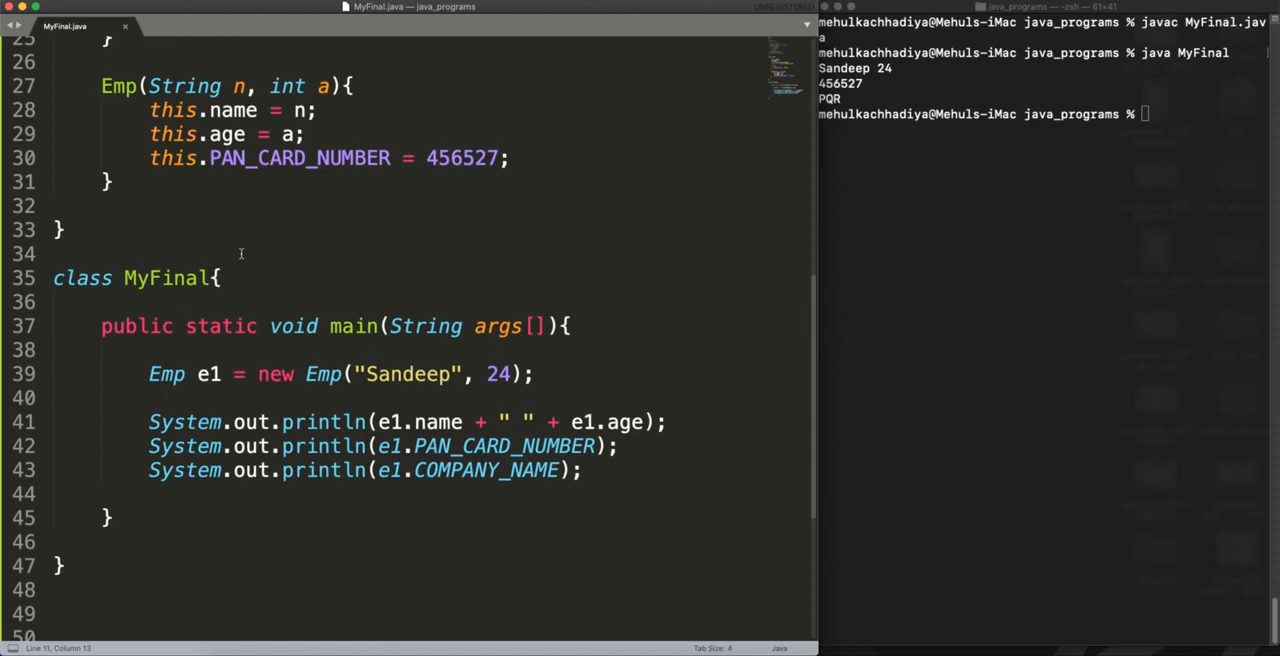 MyFinal.java — java_programs
UNREGISTERED
MyFinal.java ×
25 }
26
27 Emp(String n, int a){
28 this.name = n;
29 this.age = a;
30 this.PAN_CARD_NUMBER = 456527;
31 }
32
33 }
34
35 class MyFinal{
36
37 public static void main(String args[]){
38
39 Emp e1 = new Emp("Sandeep", 24);
40
41 System.out.println(e1.name + " " + e1.age);
42 System.out.println(e1.PAN_CARD_NUMBER);
43 System.out.println(e1.COMPANY_NAME);
44
45 }
46
47 }
48
49
50
Line 11, Column 13
Tab Size: 4
Java
java_programs — -zsh — 61×41
mehulkachhadiya@Mehuls-iMac java_programs % javac MyFinal.jav
a
mehulkachhadiya@Mehuls-iMac java_programs % java MyFinal
Sandeep 24
456527
PQR
mehulkachhadiya@Mehuls-iMac java_programs %